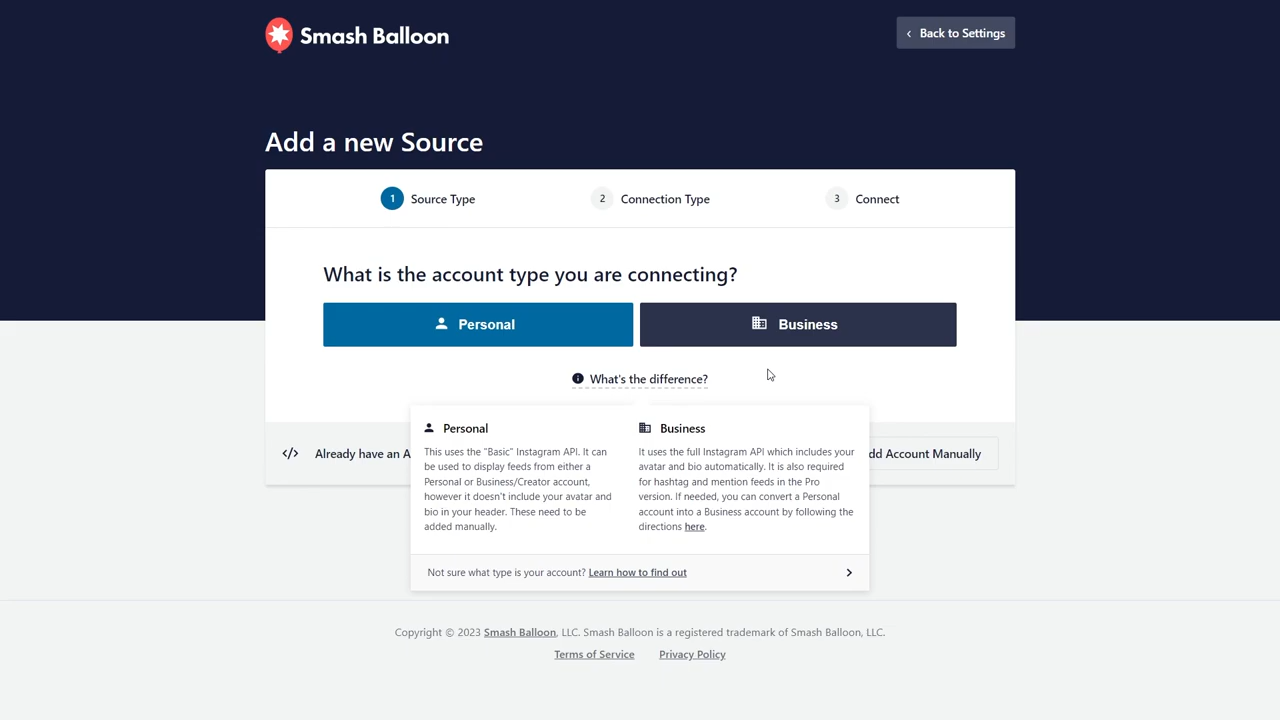 Smash Balloon
Back to Settings
Add a new Source
1 Source Type
2 Connection Type
3 Connect
What is the account type you are connecting?
Personal
Business
What's the difference?
Already have an A
dd Account Manually
Personal
This uses the "Basic" Instagram API. It can
be used to display feeds from either a
Personal or Business/Creator account,
however it doesn't include your avatar and
bio in your header. These need to be
added manually.
Business
It uses the full Instagram API which includes your
avatar and bio automatically. It is also required
for hashtag and mention feeds in the Pro
version. If needed, you can convert a Personal
account into a Business account by following the
directions here.
Not sure what type is your account? Learn how to find out
Copyright © 2023 Smash Balloon, LLC. Smash Balloon is a registered trademark of Smash Balloon, LLC.
Terms of Service
Privacy Policy